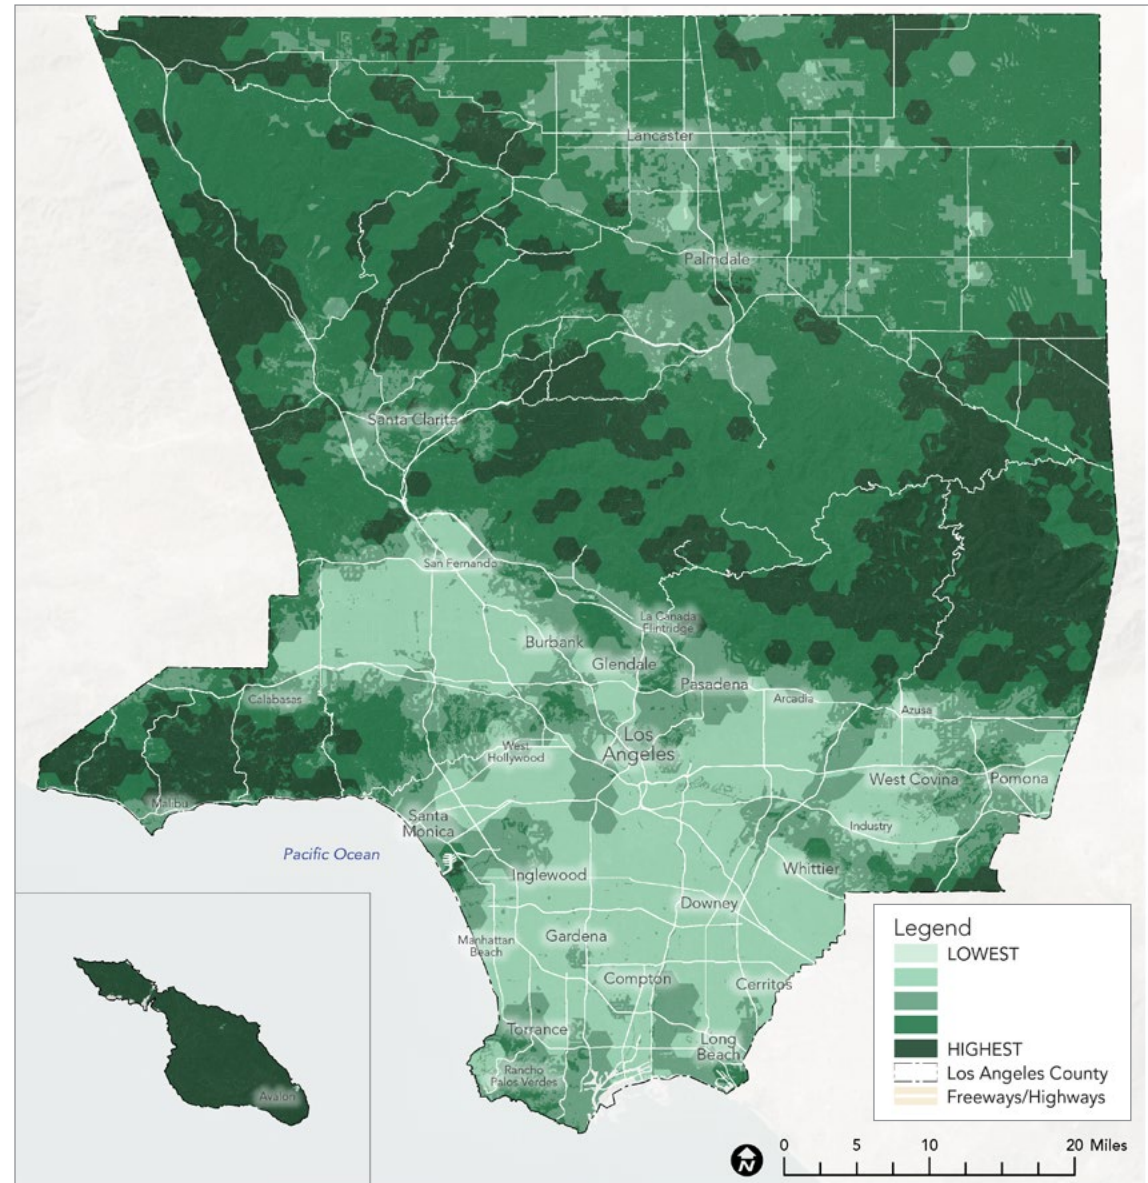 Lancaster
Palmdale
Santa Clarita
San Fernando
La Canada
Flintridge
Burbank
Glendale
Pasadena
Arcadia
Azusa
Calabasas
Los
Angeles
West
Hollywood
West Covina
Pomona
Malibu
Santa
Monica
Industry
Pacific Ocean
Whittier
Inglewood
Downey
Manhattan
Beach
Gardena
Compton
Cerritos
Torrance
Long
Beach
Rancho
Palos Verdes
Avalon
Legend
LOWEST
HIGHEST
Los Angeles County
Freeways/Highways
N
0 5 10 20 Miles